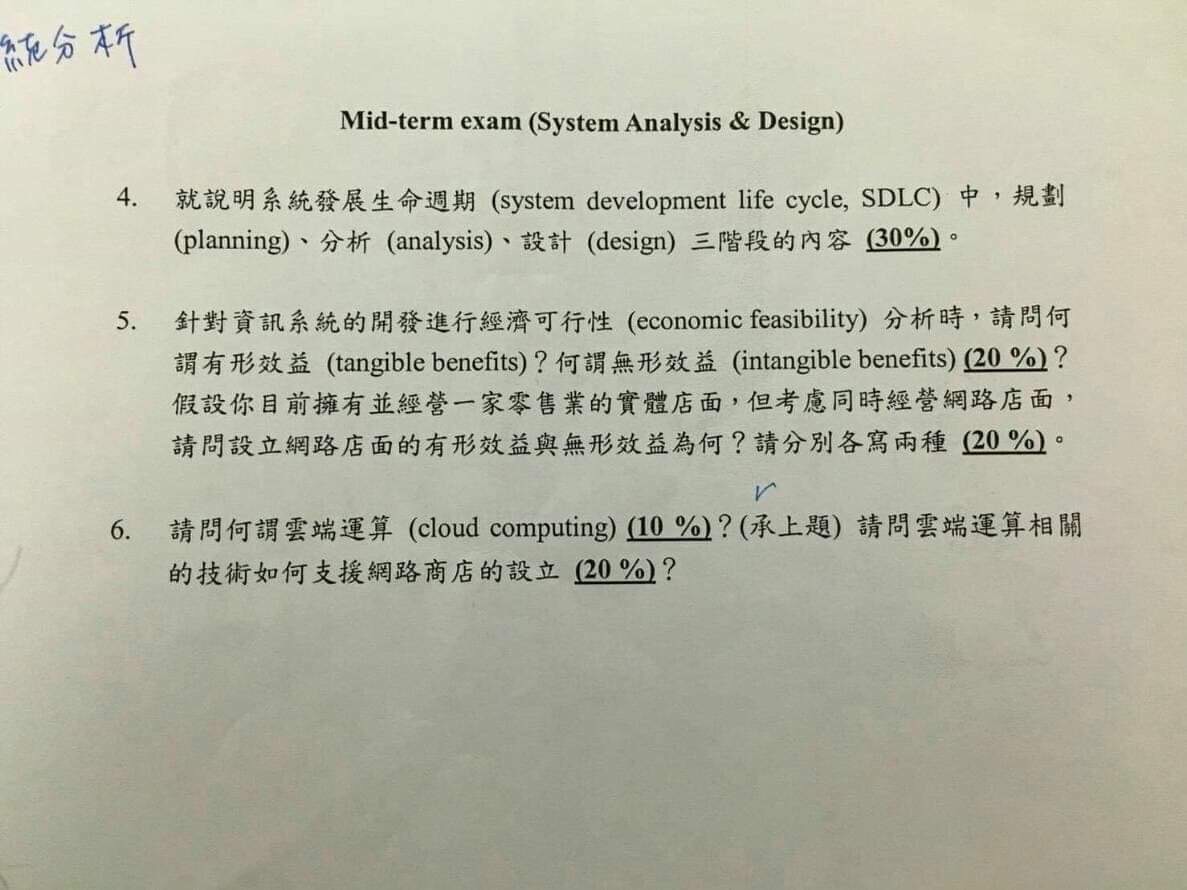 統分析
Mid-term exam (System Analysis & Design)
4. 就說明系統發展生命週期 (system development life cycle, SDLC) 中，規劃
(planning)、分析 (analysis)、設計 (design) 三階段的內容 (30%)。
5. 針對資訊系統的開發進行經濟可行性 (economic feasibility) 分析時，請問何
謂有形效益 (tangible benefits)？何謂無形效益 (intangible benefits) (20 %)？
假設你目前擁有並經營一家零售業的實體店面，但考慮同時經營網路店面，
請問設立網路店面的有形效益與無形效益為何？請分別各寫兩種 (20 %)。
6. 請問何謂雲端運算 (cloud computing) (10 %)？(承上題) 請問雲端運算相關
的技術如何支援網路商店的設立 (20 %)？